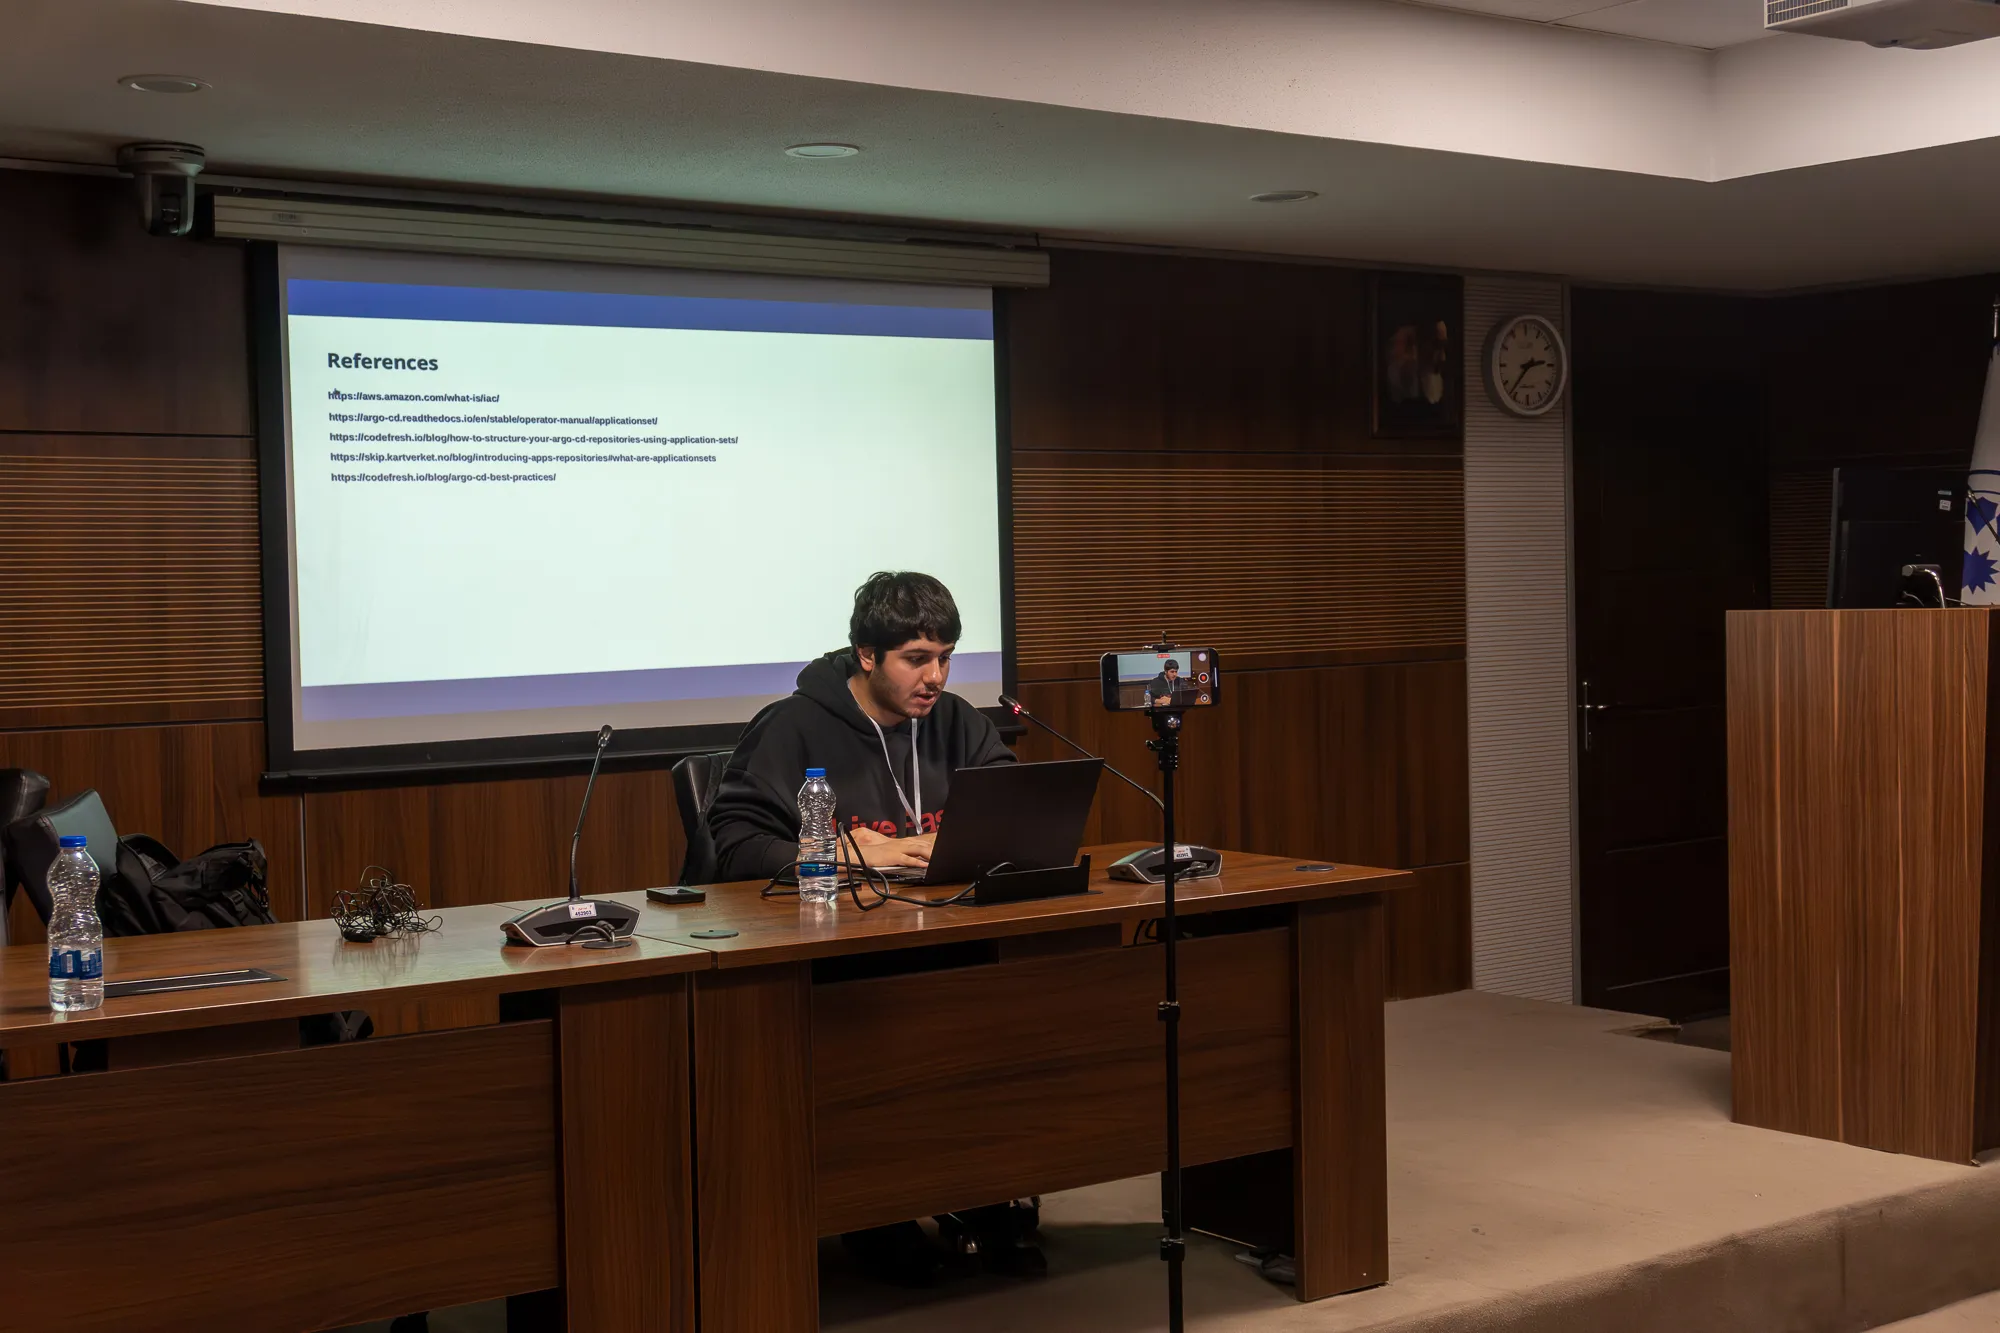 References
https://aws.amazon.com/what-is/iac/
https://argo-cd.readthedocs.io/en/stable/operator-manual/applicationset/
https://codefresh.io/blog/how-to-structure-your-argo-cd-repositories-using-application-sets/
https://skip.kartverket.no/blog/introducing-apps-repositories#what-are-applicationsets
https://codefresh.io/blog/argo-cd-best-practices/
Live Fas